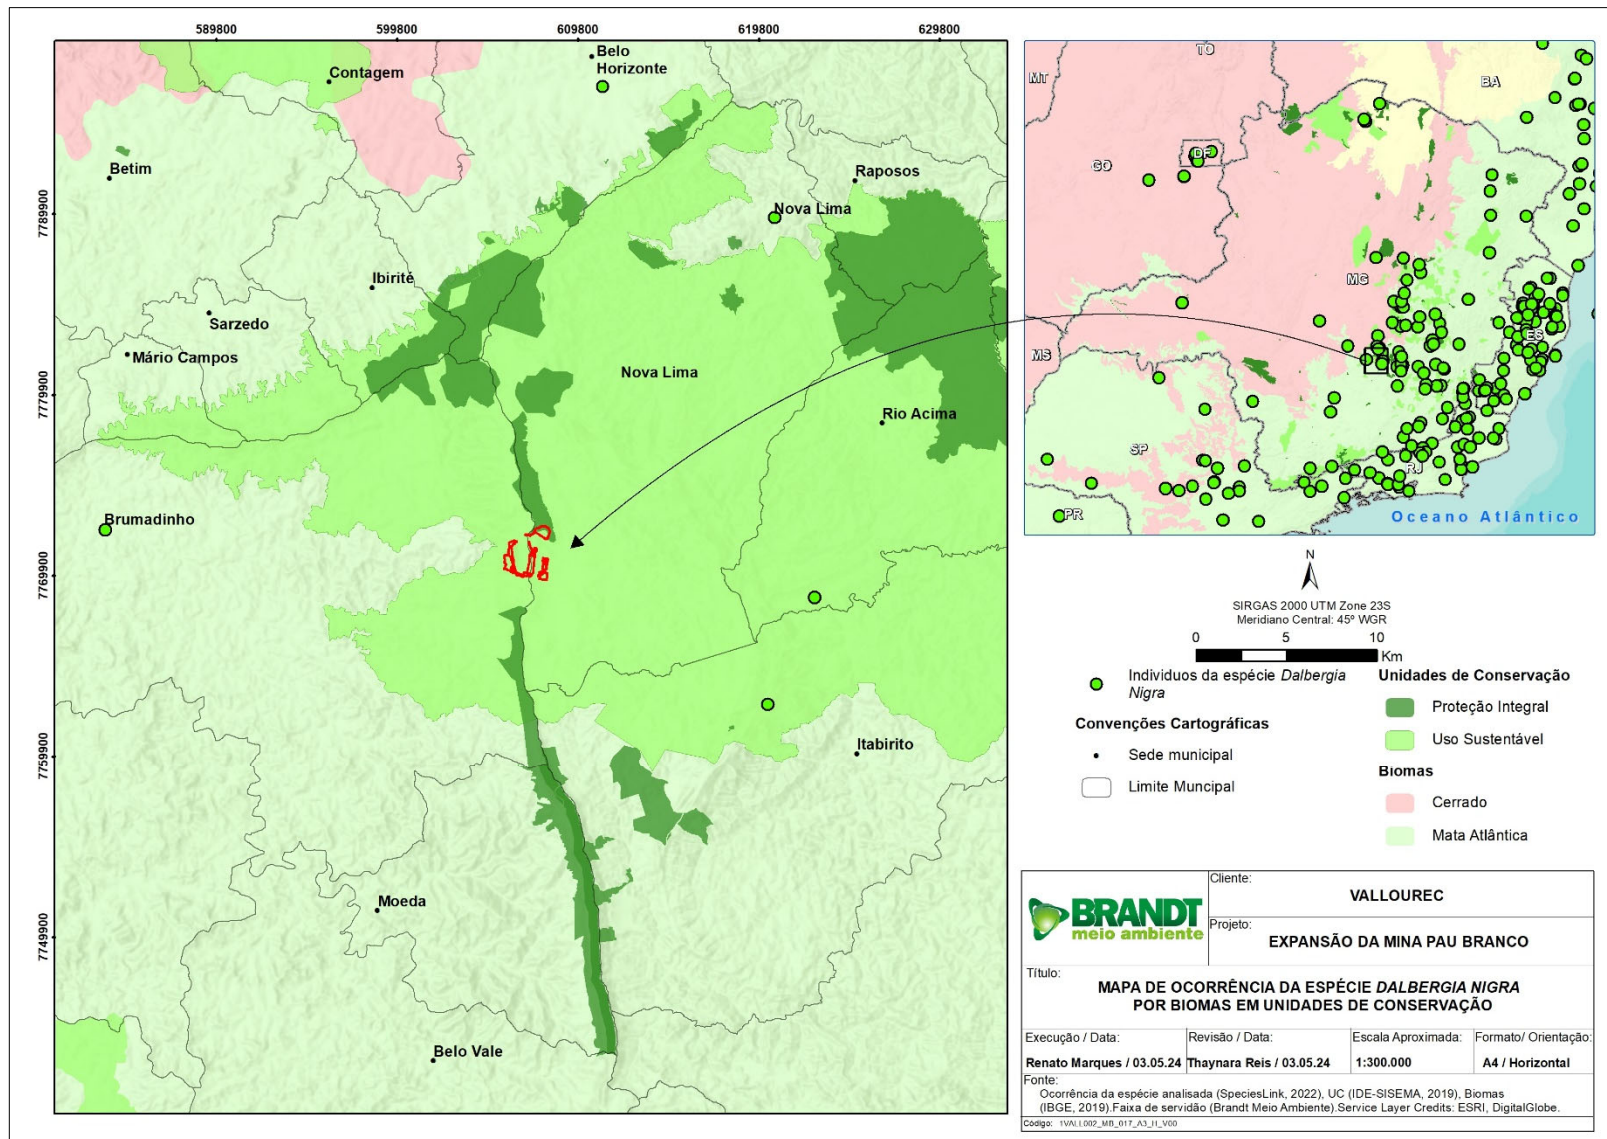 589800
599800
609800
619800
629800
7789900
7779900
7769900
7759900
7749900
Belo
Horizonte
Contagem
Betim
Raposos
Nova Lima
Ibirité
Sarzedo
Mário Campos
Nova Lima
Rio Acima
Brumadinho
Itabirito
Moeda
Belo Vale
TO
MT
BA
DF
GO
MG
ES
MS
SP
RJ
PR
Oceano Atlântico
N
SIRGAS 2000 UTM Zone 23S
Meridiano Central: 45º WGR
0 5 10
Km
Individuos da espécie Dalbergia
Nigra
Convenções Cartográficas
Sede municipal
Limite Muncipal
Unidades de Conservação
Proteção Integral
Uso Sustentável
Biomas
Cerrado
Mata Atlântica
BRANDT
meio ambiente
Cliente:
VALLOUREC
Projeto:
EXPANSÃO DA MINA PAU BRANCO
Título:
MAPA DE OCORRÊNCIA DA ESPÉCIE DALBERGIA NIGRA
POR BIOMAS EM UNIDADES DE CONSERVAÇÃO
Execução / Data:
Renato Marques / 03.05.24
Revisão / Data:
Thaynara Reis / 03.05.24
Escala Aproximada:
1:300.000
Formato/ Orientação:
A4 / Horizontal
Fonte:
Ocorrência da espécie analisada (SpeciesLink, 2022), UC (IDE-SISEMA, 2019), Biomas
(IBGE, 2019).Faixa de servidão (Brandt Meio Ambiente).Service Layer Credits: ESRI, DigitalGlobe.
Código: 1VALL002_MB_017_A3_H_V00